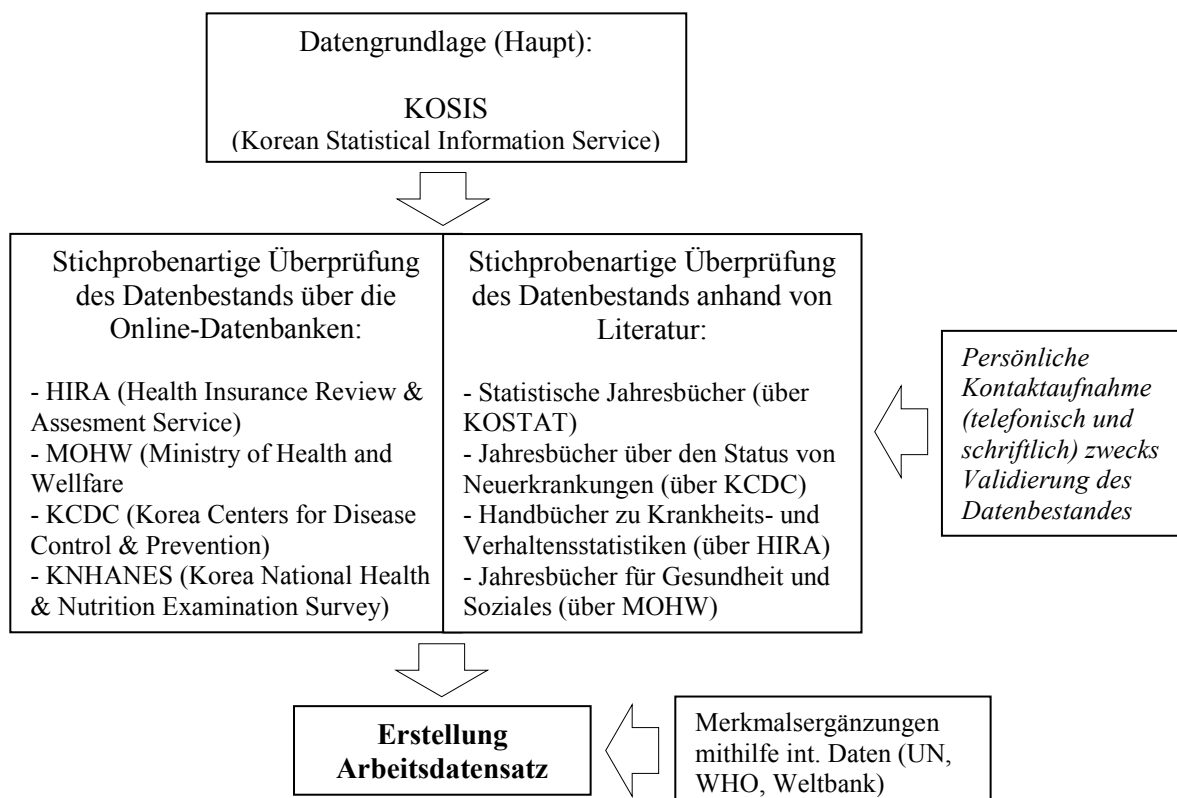 Datengrundlage (Haupt):
KOSIS
(Korean Statistical Information Service)
Stichprobenartige Überprüfung
des Datenbestands über die
Online-Datenbanken:
- HIRA (Health Insurance Review &
Assesment Service)
- MOHW (Ministry of Health and
Wellfare
- KCDC (Korea Centers for Disease
Control & Prevention)
- KNHANES (Korea National Health
& Nutrition Examination Survey)
Stichprobenartige Überprüfung
des Datenbestands anhand von
Literatur:
- Statistische Jahresbücher (über
KOSTAT)
- Jahresbücher über den Status von
Neuerkrankungen (über KCDC)
- Handbücher zu Krankheits- und
Verhaltensstatistiken (über HIRA)
- Jahresbücher für Gesundheit und
Soziales (über MOHW)
Persönliche
Kontaktaufnahme
(telefonisch und
schriftlich) zwecks
Validierung des
Datenbestandes
Erstellung
Arbeitsdatensatz
Merkmalsergänzungen
mithilfe int. Daten (UN,
WHO, Weltbank)